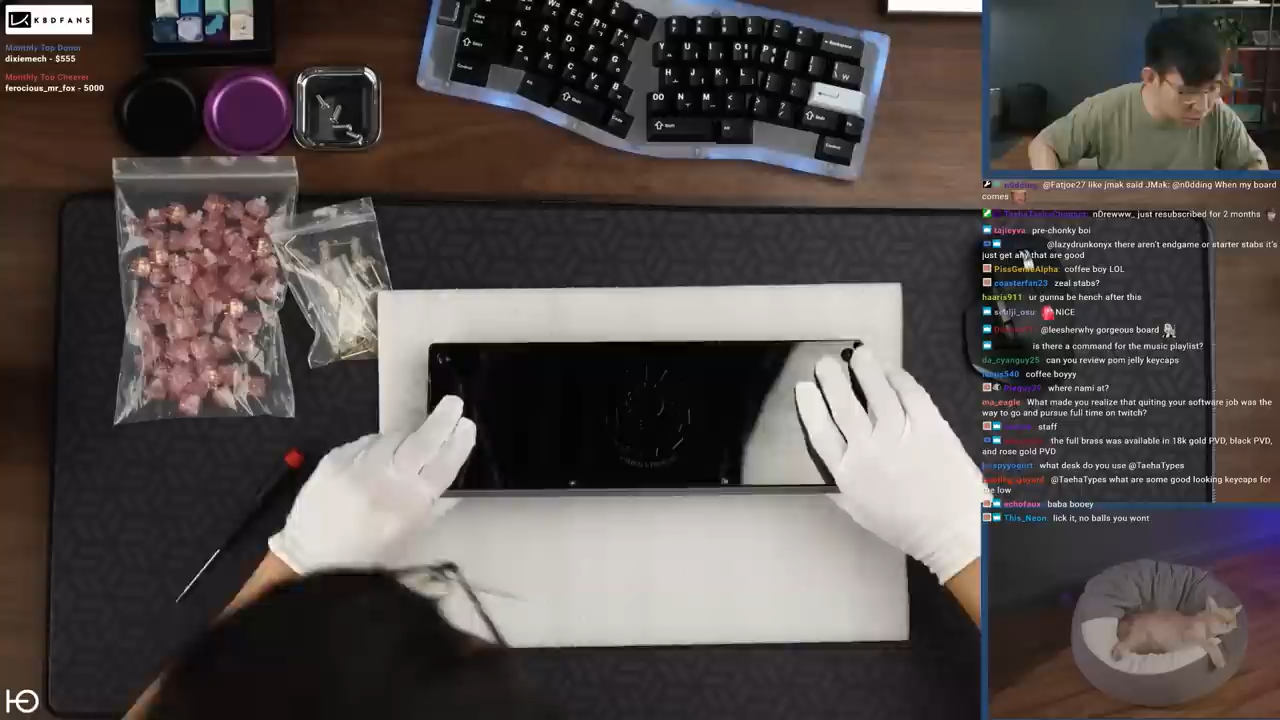 KBDFANS
Monthly Top Donor
dixiemech - $555
Monthly Top Cheerer
ferocious_mr_fox - 5000
@Fatjoe27 like jmak said JMak: @n0dding When my board
comes
nDrewww_ just resubscribed for 2 months
tajieyva pre-chonky boi
@lazydrunkonyx there aren't endgame or starter stabs it's
just get any that are good
PissGenieAlpha: coffee boy LOL
coasterfan23 zeal stabs?
haaris911: ur gunna be hench after this
NICE
@leesherwhy gorgeous board
is there a command for the music playlist?
da_cyanguy25 can you review pom jelly keycaps
coffee boyyy
where nami at?
ma_eagle: What made you realize that quiting your software job was the
way to go and pursue full time on twitch?
staff
the full brass was available in 18k gold PVD, black PVD,
and rose gold PVD
what desk do you use @TaehaTypes
@TaehaTypes what are some good looking keycaps for
low
echofaux: baba booey
This_Neon: lick it, no balls you wont